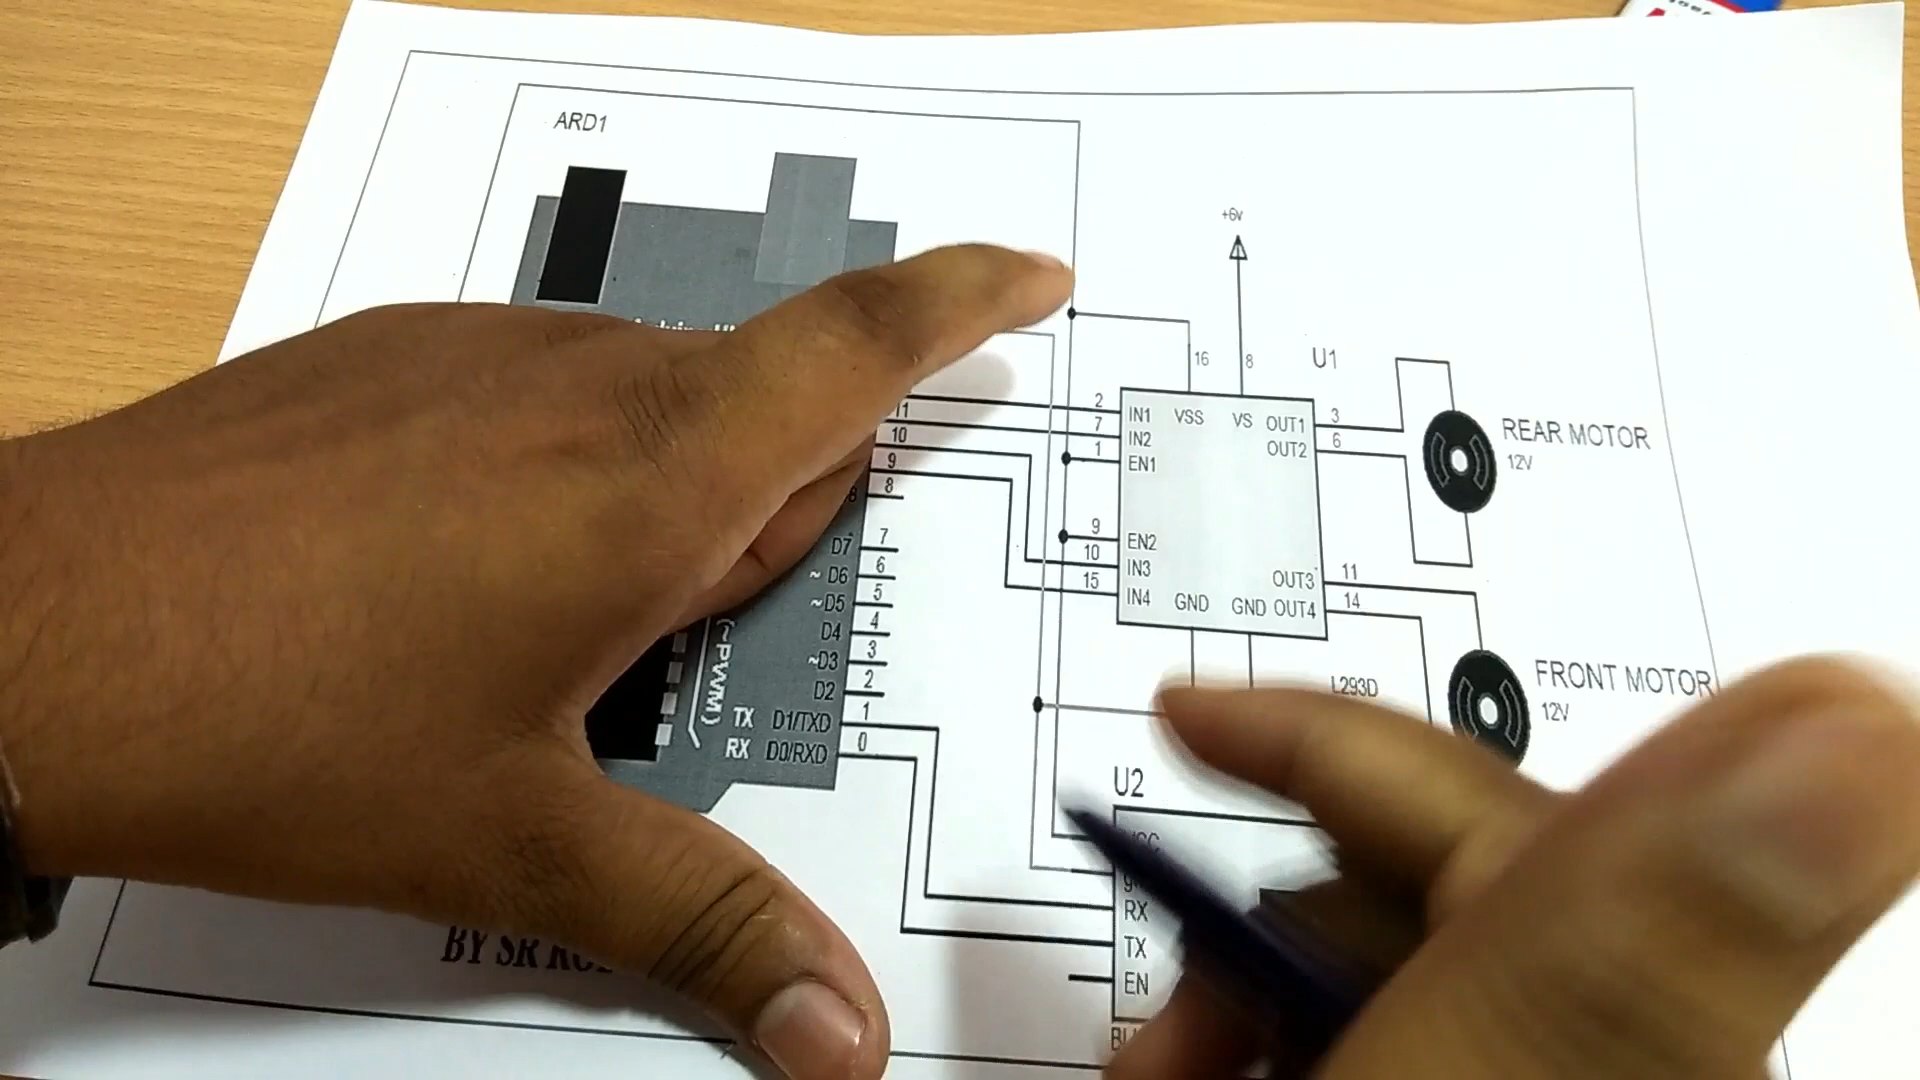 ARD1
+6v
16
8
U1
2
7
1
9
10
15
IN1
IN2
EN1
EN2
IN3
IN4
VSS
VS
OUT1
OUT2
OUT3
GND
GND
OUT4
3
6
11
14
REAR MOTOR
12V
FRONT MOTOR
12V
L293D
11
10
9
8
D7
7
~ D6
6
~D5
5
D4
4
~D3
3
D2
2
TX D1/TXD
1
RX D0/RXD
0
(~PWM)
U2
RX
TX
EN
BY SR